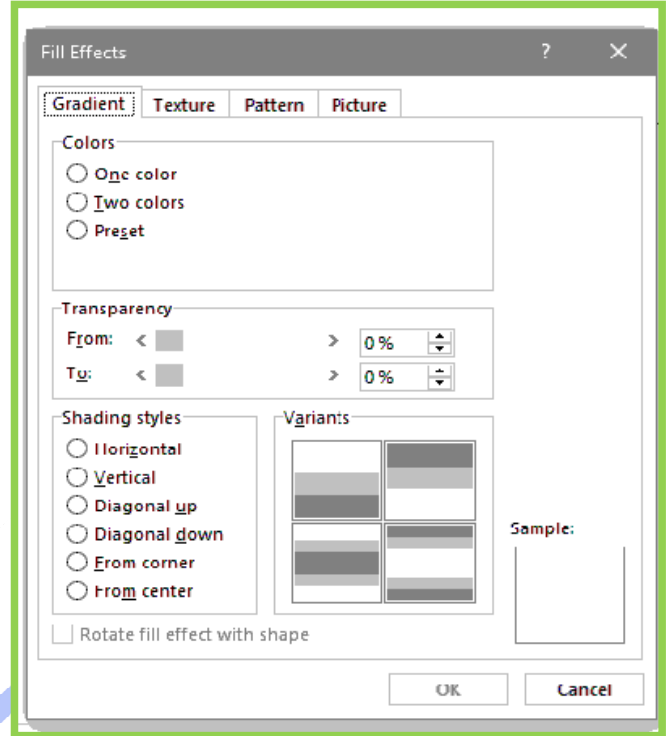 Fill Effects ? ×
Gradient Texture Pattern Picture
Colors
One color
Two colors
Preset
Transparency
From: < > 0 %
To: < > 0 %
Shading styles
Horizontal
Vertical
Diagonal up
Diagonal down
From corner
From center
Variants
Sample:
Rotate fill effect with shape
OK Cancel